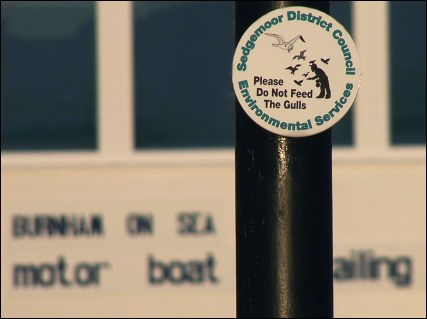 Sedgemoor District Council
Please
Do Not Feed
The Gulls
Environmental Services
BURNHAM ON SEA
motor boat ailing